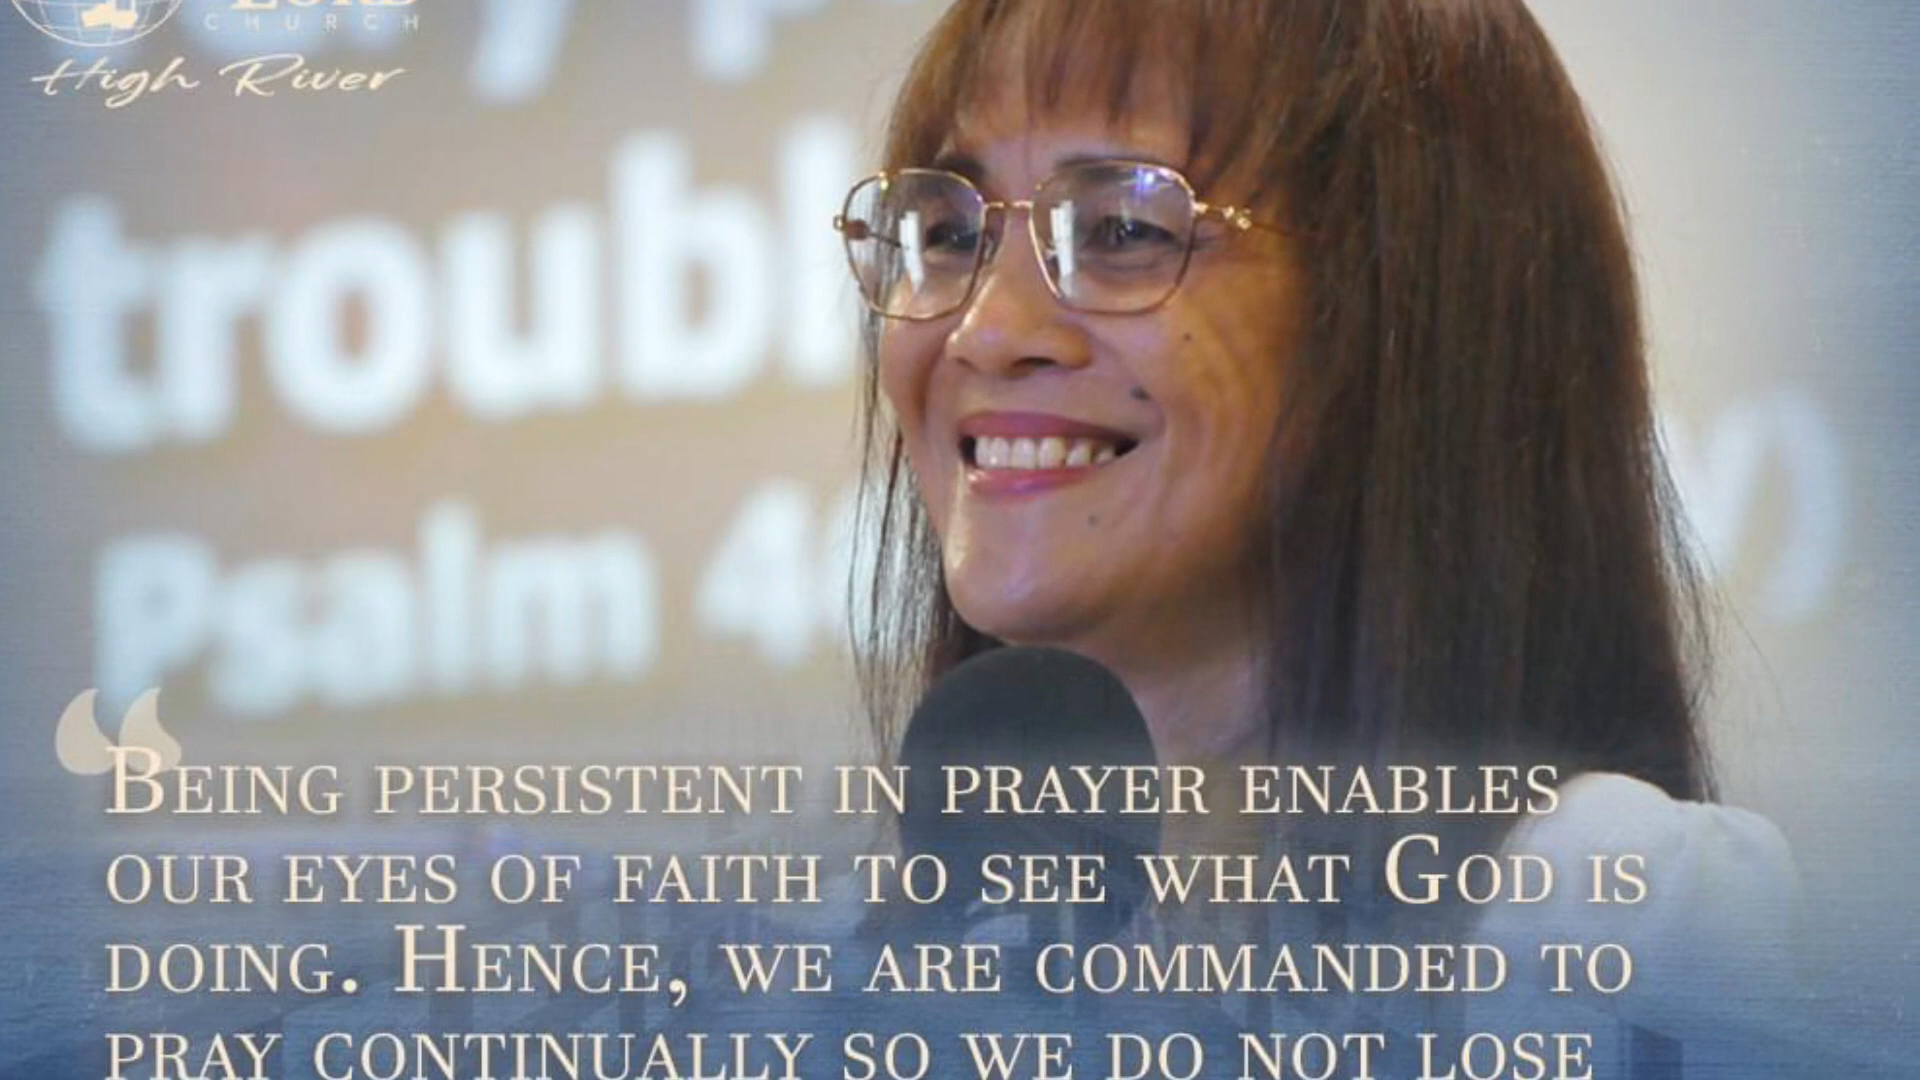 CHURCH
High River
troubl
Psalm 4
“
BEING PERSISTENT IN PRAYER ENABLES
OUR EYES OF FAITH TO SEE WHAT GOD IS
DOING. HENCE, WE ARE COMMANDED TO
PRAY CONTINUALLY SO WE DO NOT LOSE